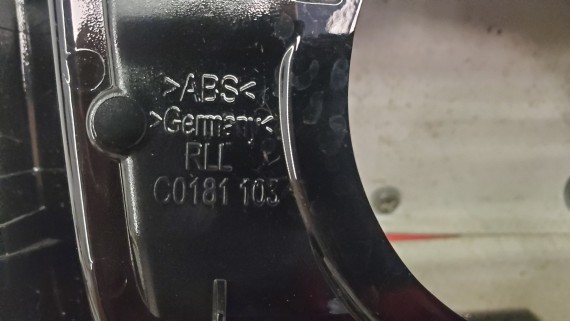 >ABS<
>Germany<
RLL
C0181 103